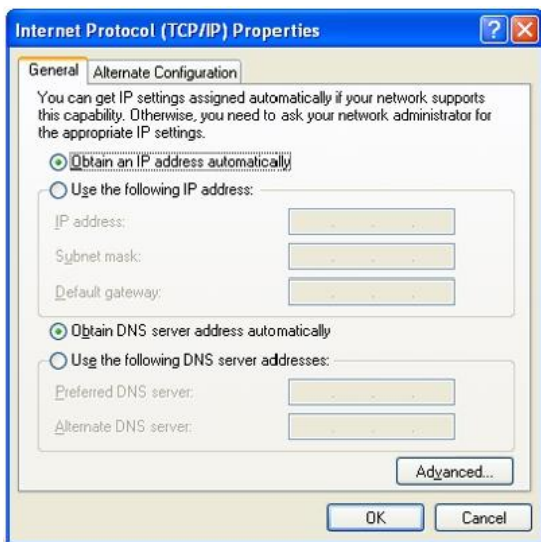 Internet Protocol (TCP/IP) Properties
General
Alternate Configuration
You can get IP settings assigned automatically if your network supports
this capability. Otherwise, you need to ask your network administrator for
the appropriate IP settings.
Obtain an IP address automatically
Use the following IP address:
IP address:
Subnet mask:
Default gateway:
Obtain DNS server address automatically
Use the following DNS server addresses:
Preferred DNS server:
Alternate DNS server:
Advanced...
OK
Cancel